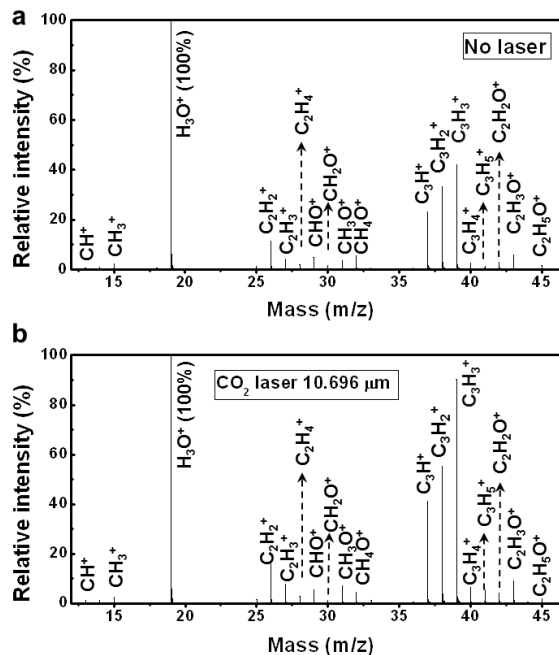 a
No laser
Relative intensity (%)
100
80
60
40
20
0
CH⁺
CH₃⁺
H₃O⁺ (100%)
C₂H₂⁺
C₂H₃⁺
C₂H₄⁺
CHO⁺
CH₂O⁺
CH₃O⁺
CH₄O⁺
C₃H⁺
C₃H₂⁺
C₃H₃⁺
C₃H₄⁺
C₃H₅⁺
C₂H₂O⁺
C₂H₃O⁺
C₂H₅O⁺
15 20 25 30 35 40 45
Mass (m/z)
b
CO₂ laser 10.696 μm
Relative intensity (%)
100
80
60
40
20
0
CH⁺
CH₃⁺
H₃O⁺ (100%)
C₂H₂⁺
C₂H₃⁺
C₂H₄⁺
CHO⁺
CH₂O⁺
CH₃O⁺
CH₄O⁺
C₃H⁺
C₃H₂⁺
C₃H₃⁺
C₃H₄⁺
C₃H₅⁺
C₂H₂O⁺
C₂H₃O⁺
C₂H₅O⁺
15 20 25 30 35 40 45
Mass (m/z)